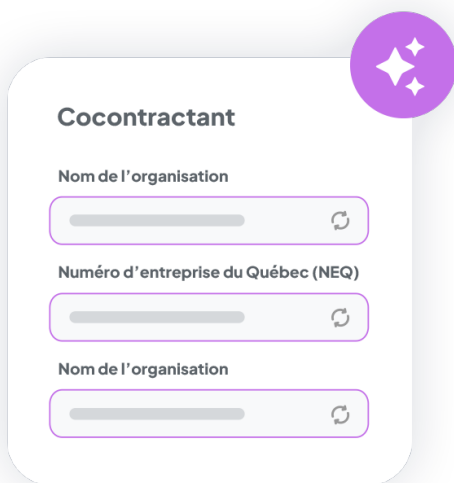 Cocontractant
Nom de l’organisation
Numéro d’entreprise du Québec (NEQ)
Nom de l’organisation